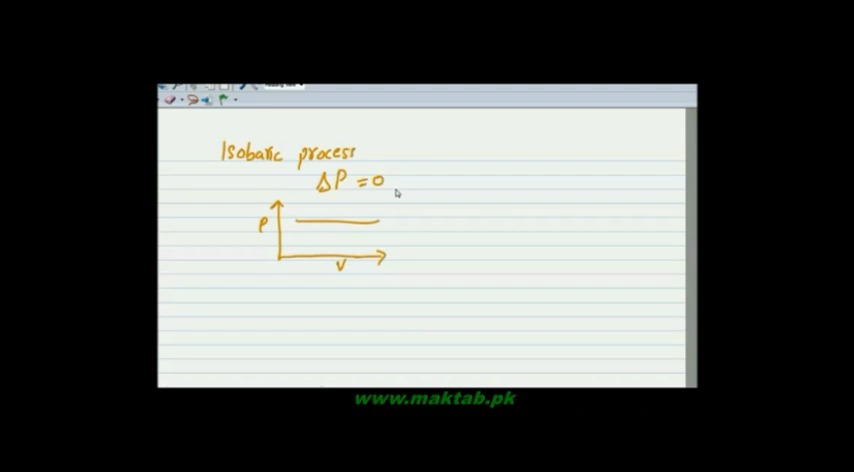 Isobaric process
ΔP = 0
P
V
www.maktab.pk